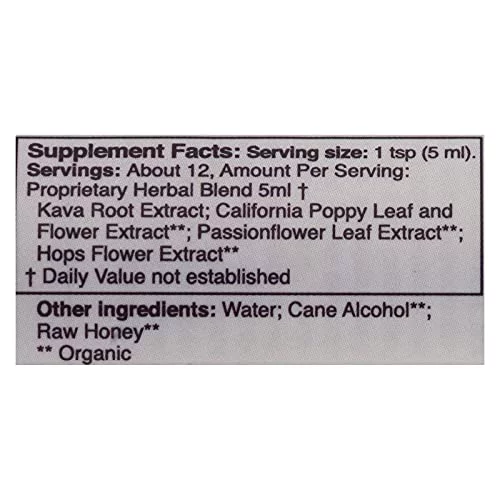 Supplement Facts: Serving size: 1 tsp (5 ml).
Servings: About 12, Amount Per Serving:
Proprietary Herbal Blend 5ml †
Kava Root Extract; California Poppy Leaf and
Flower Extract**; Passionflower Leaf Extract**;
Hops Flower Extract**
† Daily Value not established
Other ingredients: Water; Cane Alcohol**;
Raw Honey**
** Organic